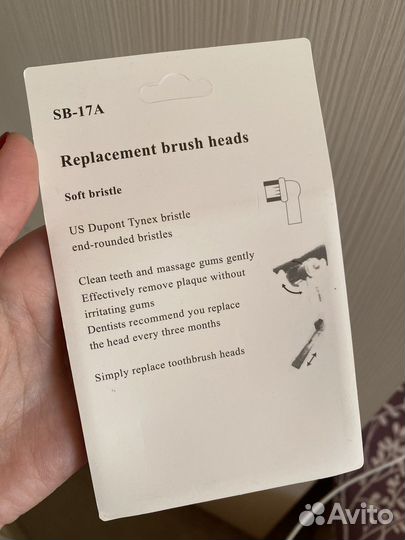 SB-17A
Replacement brush heads
Soft bristle
US Dupont Tynex bristle
end-rounded bristles
Clean teeth and massage gums gently
Effectively remove plaque without
irritating gums
Dentists recommend you replace
the head every three months
Simply replace toothbrush heads
Avito